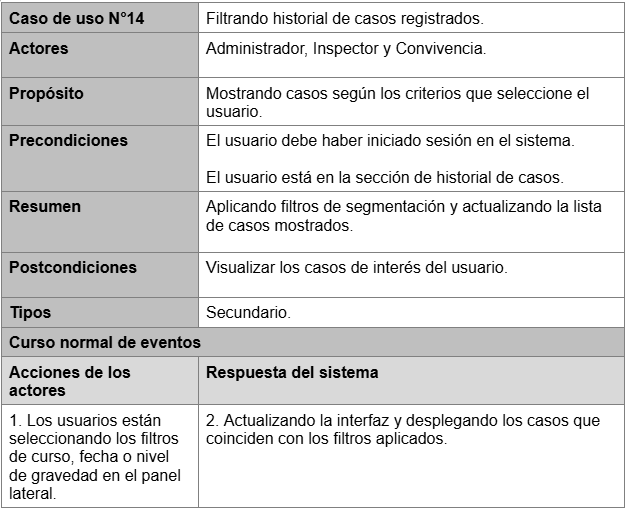 Caso de uso N°14
Filtrando historial de casos registrados.
Actores
Administrador, Inspector y Convivencia.
Propósito
Mostrando casos según los criterios que seleccione el
usuario.
Precondiciones
El usuario debe haber iniciado sesión en el sistema.
El usuario está en la sección de historial de casos.
Resumen
Aplicando filtros de segmentación y actualizando la lista
de casos mostrados.
Postcondiciones
Visualizar los casos de interés del usuario.
Tipos
Secundario.
Curso normal de eventos
Acciones de los
actores
Respuesta del sistema
1. Los usuarios están
seleccionando los filtros
de curso, fecha o nivel
de gravedad en el panel
lateral.
2. Actualizando la interfaz y desplegando los casos que
coinciden con los filtros aplicados.